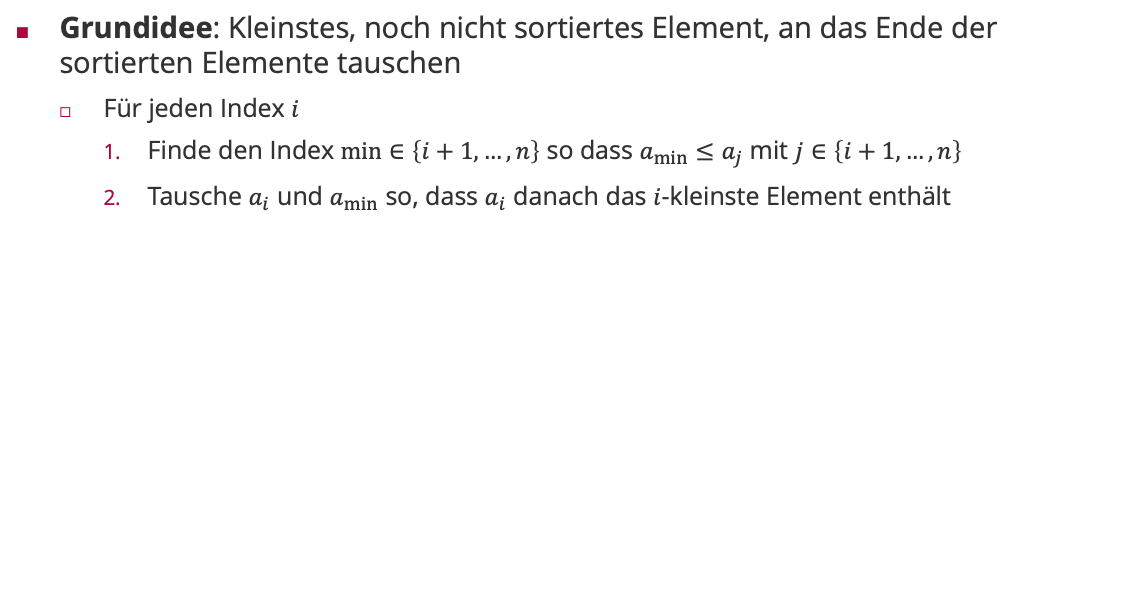 Grundidee: Kleinstes, noch nicht sortiertes Element, an das Ende der
sortierten Elemente tauschen
Für jeden Index i
1. Finde den Index min ∈ {i + 1, … , n} so dass a_min ≤ a_j mit j ∈ {i + 1, … , n}
2. Tausche a_i und a_min so, dass a_i danach das i-kleinste Element enthält